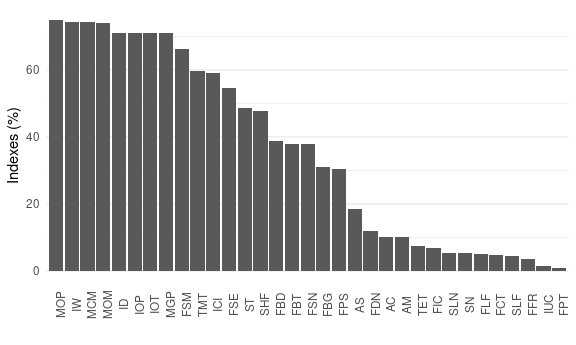 Indexes (%)
60
40
20
0
MOP
IW
MCM
MOM
ID
IOP
IOT
MGP
FSM
TMT
ICI
FSE
ST
SHF
FBD
FBT
FSN
FBG
FPS
AS
FDN
AC
AM
TET
FIC
SLN
SN
FLF
FCT
SLF
FFR
IUC
FPT